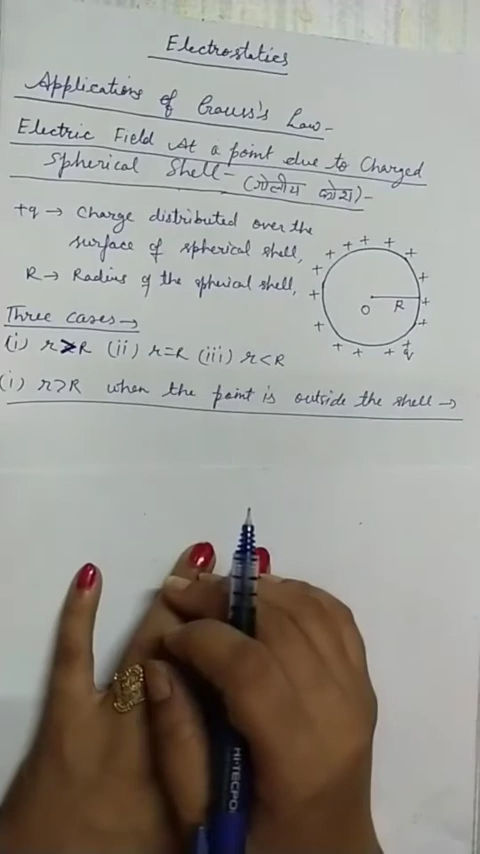 Electrostatics
Applications of Gauss's Law-
Electric Field At a point due to Charged
Spherical Shell- (गोलीय कोश)-
+q → Charge distributed over the
surface of spherical shell,
R → Radius of the spherical shell,
O R
q
Three cases→
(i) r>R (ii) r=R (iii) r<R
(i) r>R when the point is outside the shell →
HI-TECPO